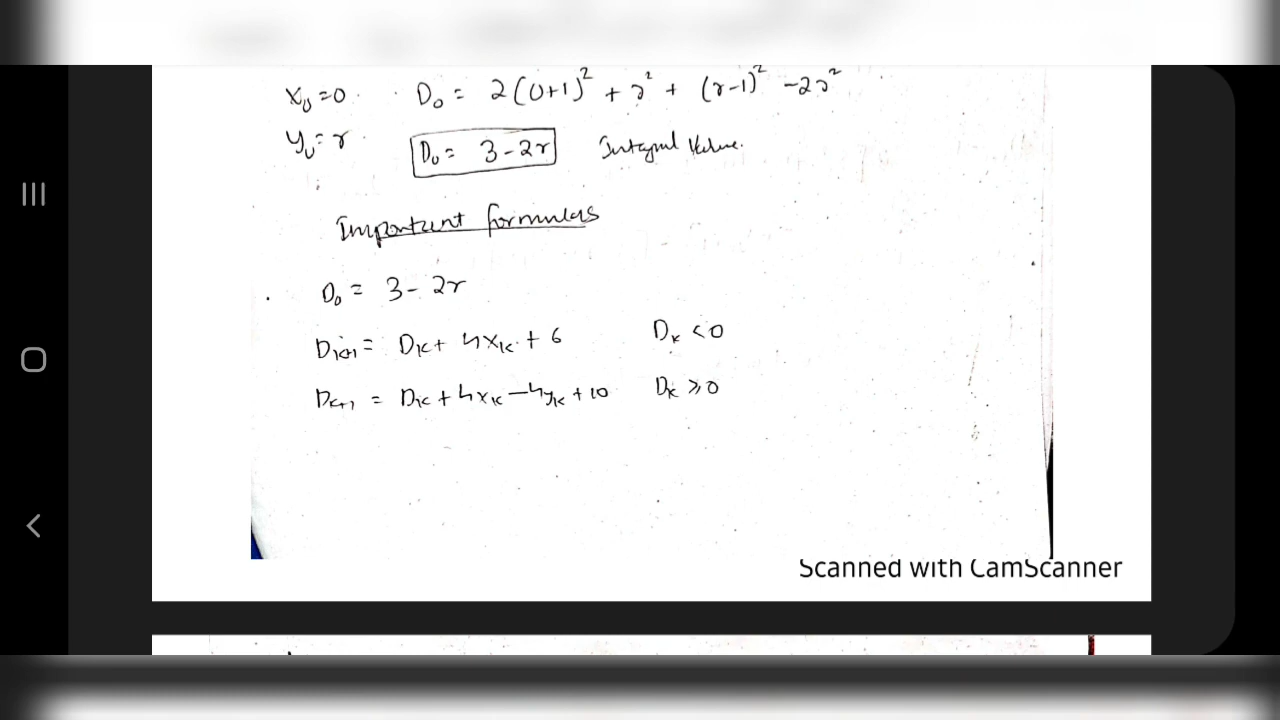 x₀=0 . D₀ = 2(0+1)² + r² + (r-1)² -2r²
y₀= r . D₀ = 3-2r Integral Value.
Important formulas
D₀ = 3- 2r
Dₖ₊₁= Dₖ+ 4xₖ + 6 Dₖ <0
Dₖ₊₁ = Dₖ + 4xₖ -4yₖ + 10 Dₖ ≥0
Scanned with CamScanner